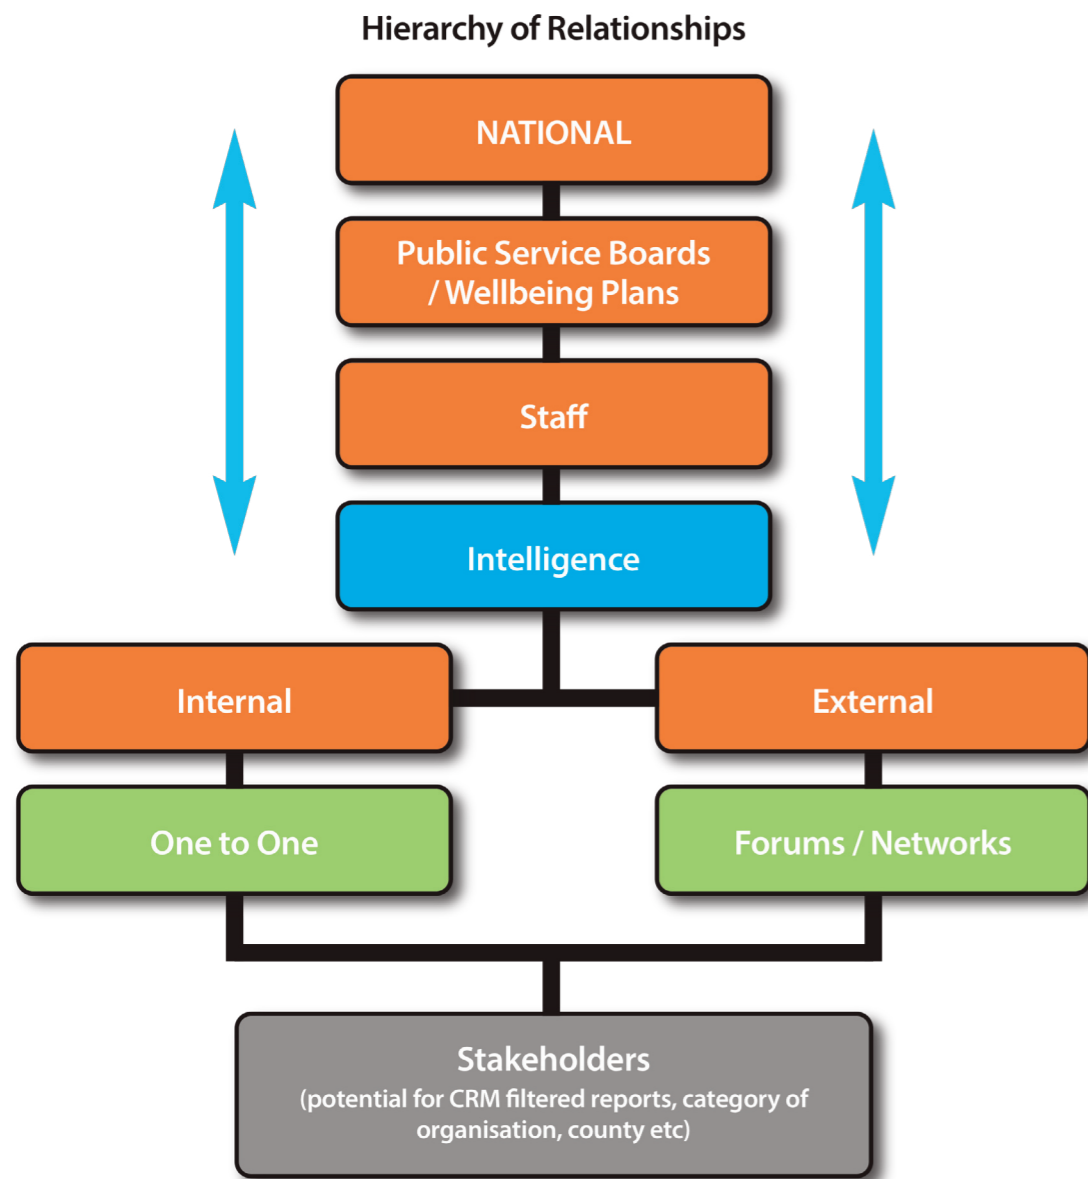 Hierarchy of Relationships
NATIONAL
Public Service Boards
/ Wellbeing Plans
Staff
Intelligence
Internal
External
One to One
Forums / Networks
Stakeholders
(potential for CRM filtered reports, category of
organisation, county etc)